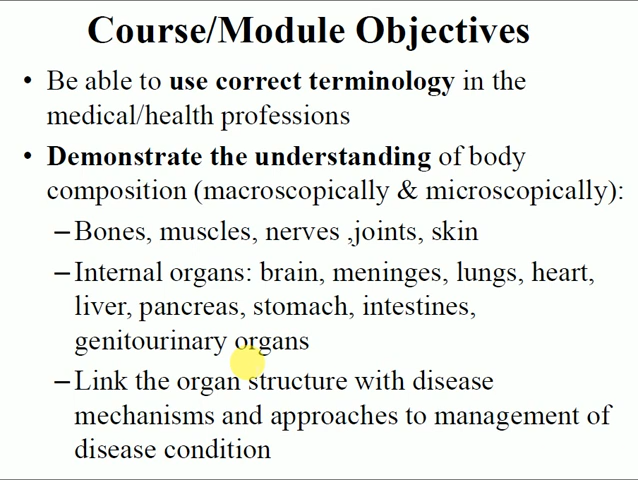 Course/Module Objectives
• Be able to use correct terminology in the
medical/health professions
• Demonstrate the understanding of body
composition (macroscopically & microscopically):
–Bones, muscles, nerves ,joints, skin
–Internal organs: brain, meninges, lungs, heart,
liver, pancreas, stomach, intestines,
genitourinary organs
–Link the organ structure with disease
mechanisms and approaches to management of
disease condition